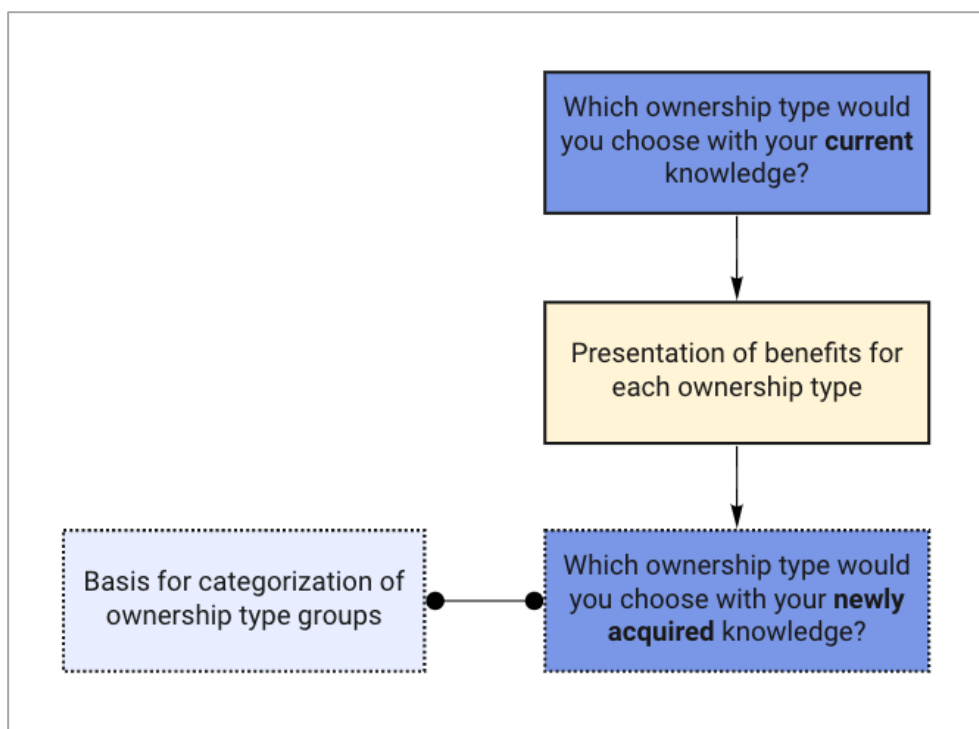 Which ownership type would
you choose with your current
knowledge?
Presentation of benefits for
each ownership type
Basis for categorization of
ownership type groups
Which ownership type would
you choose with your newly
acquired knowledge?